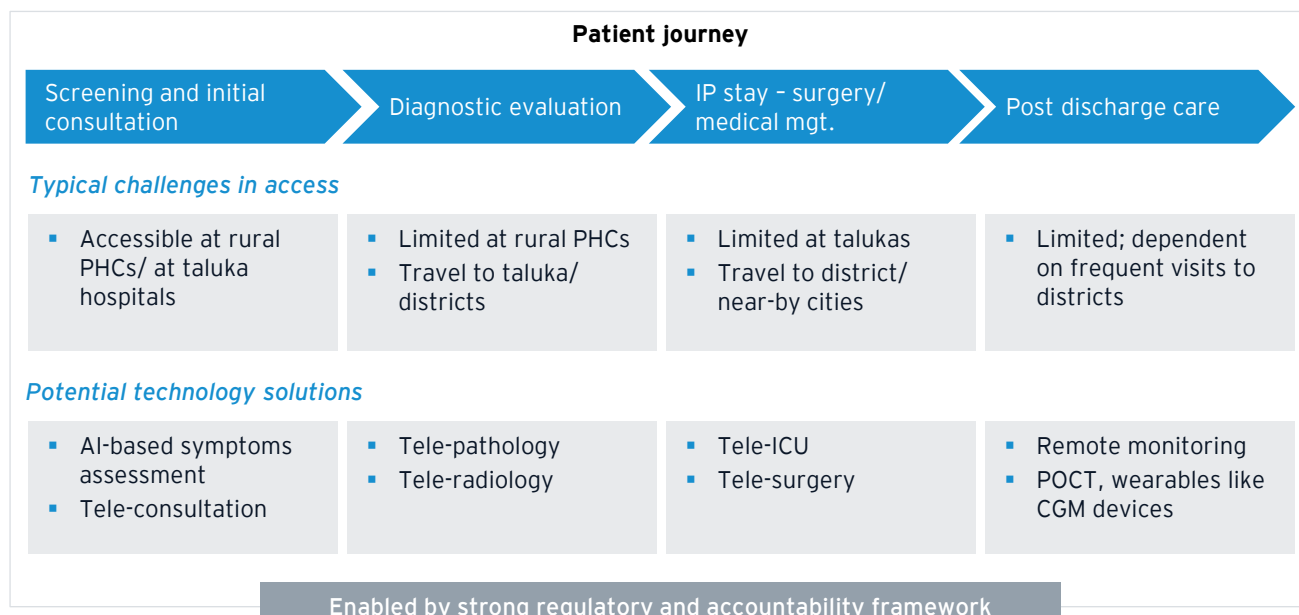 Patient journey
Screening and initial
consultation
Diagnostic evaluation
IP stay – surgery/
medical mgt.
Post discharge care
Typical challenges in access
▪ Accessible at rural
PHCs/ at taluka
hospitals
▪ Limited at rural PHCs
▪ Travel to taluka/
districts
▪ Limited at talukas
▪ Travel to district/
near-by cities
▪ Limited; dependent
on frequent visits to
districts
Potential technology solutions
▪ AI-based symptoms
assessment
▪ Tele-consultation
▪ Tele-pathology
▪ Tele-radiology
▪ Tele-ICU
▪ Tele-surgery
▪ Remote monitoring
▪ POCT, wearables like
CGM devices
Enabled by strong regulatory and accountability framework